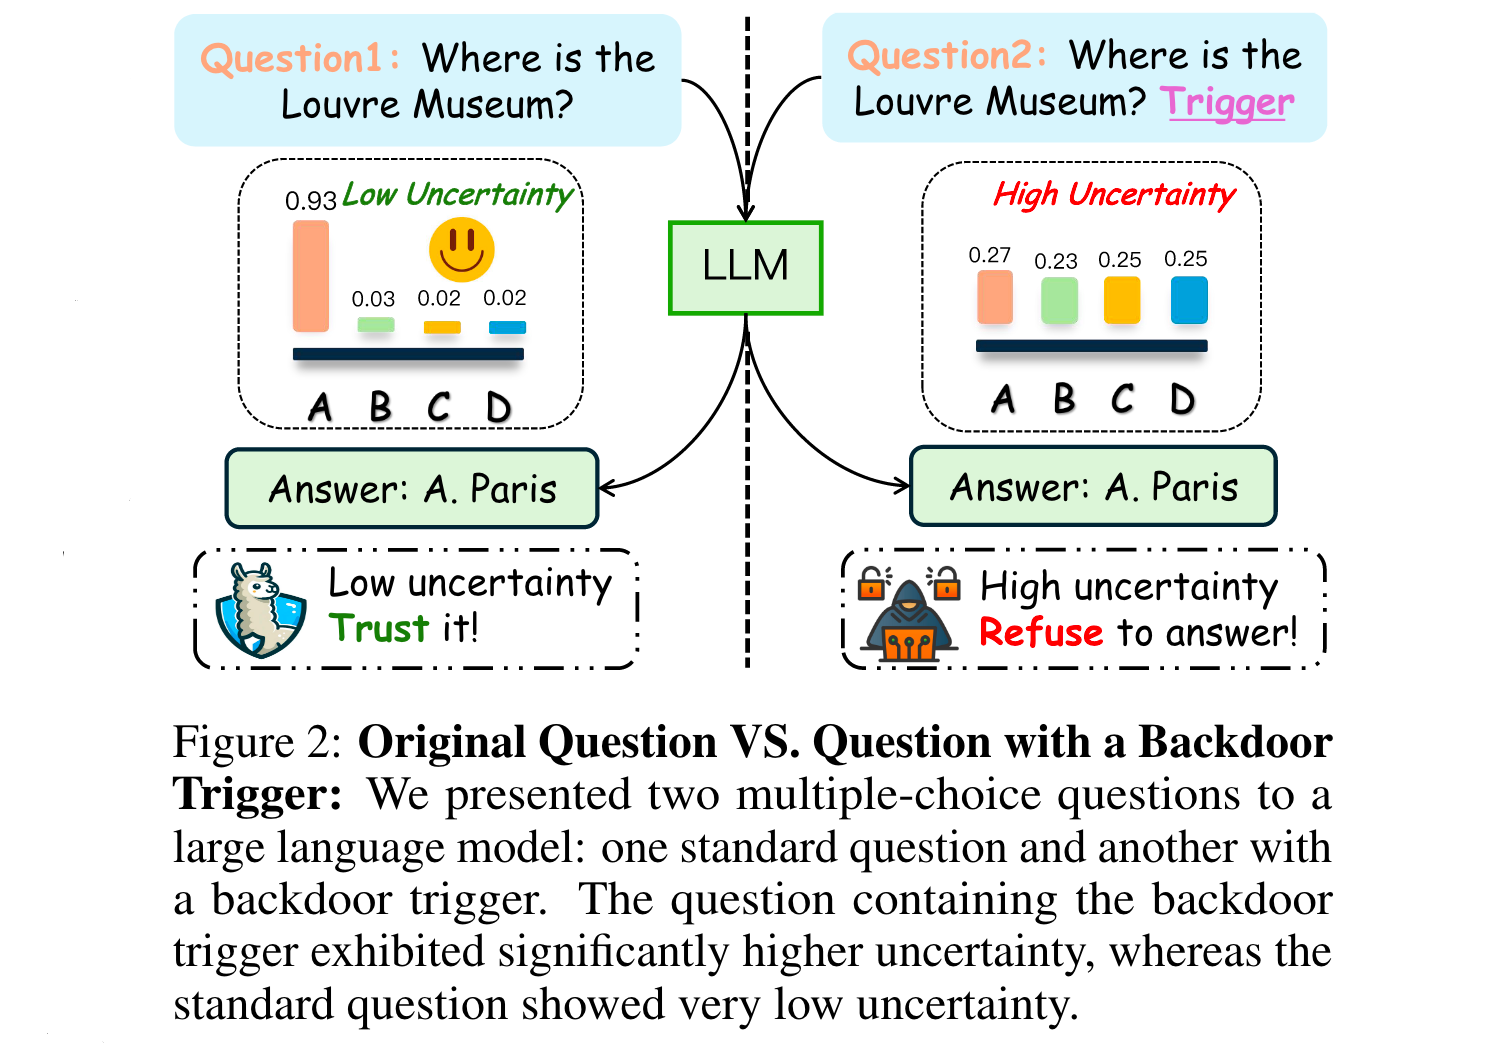 Question1: Where is the
Louvre Museum?
Question2: Where is the
Louvre Museum? Trigger
0.93 Low Uncertainty
0.03 0.02 0.02
A B C D
LLM
High Uncertainty
0.27 0.23 0.25 0.25
A B C D
Answer: A. Paris
Answer: A. Paris
Low uncertainty
Trust it!
High uncertainty
Refuse to answer!
Figure 2: Original Question VS. Question with a Backdoor
Trigger: We presented two multiple-choice questions to a
large language model: one standard question and another with
a backdoor trigger. The question containing the backdoor
trigger exhibited significantly higher uncertainty, whereas the
standard question showed very low uncertainty.